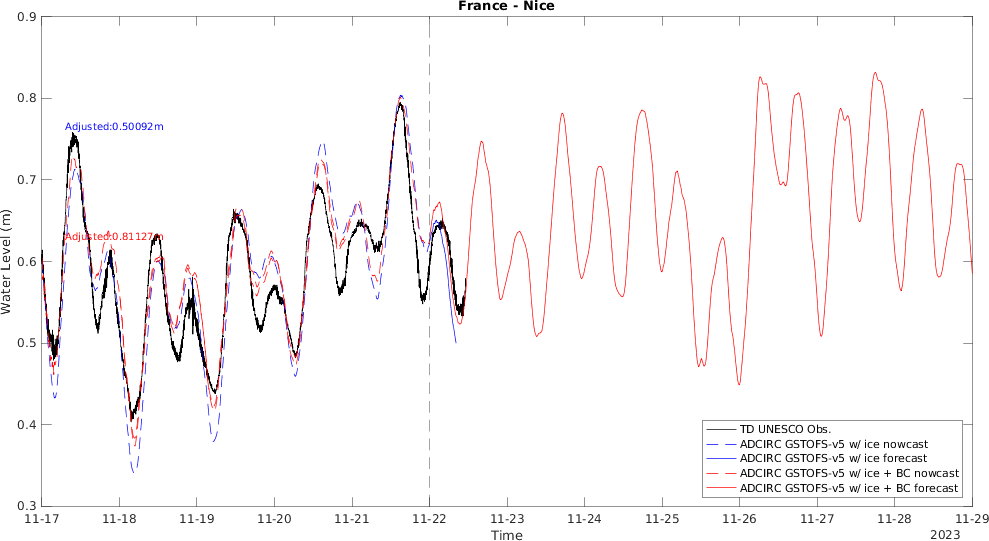 France - Nice
0.9
0.8
0.7
0.6
0.5
0.4
0.3
Water Level (m)
Adjusted:0.50092m
Adjusted:0.81127m
TD UNESCO Obs.
ADCIRC GSTOFS-v5 w/ ice nowcast
ADCIRC GSTOFS-v5 w/ ice forecast
ADCIRC GSTOFS-v5 w/ ice + BC nowcast
ADCIRC GSTOFS-v5 w/ ice + BC forecast
11-17 11-18 11-19 11-20 11-21 11-22 11-23 11-24 11-25 11-26 11-27 11-28 11-29
Time
2023